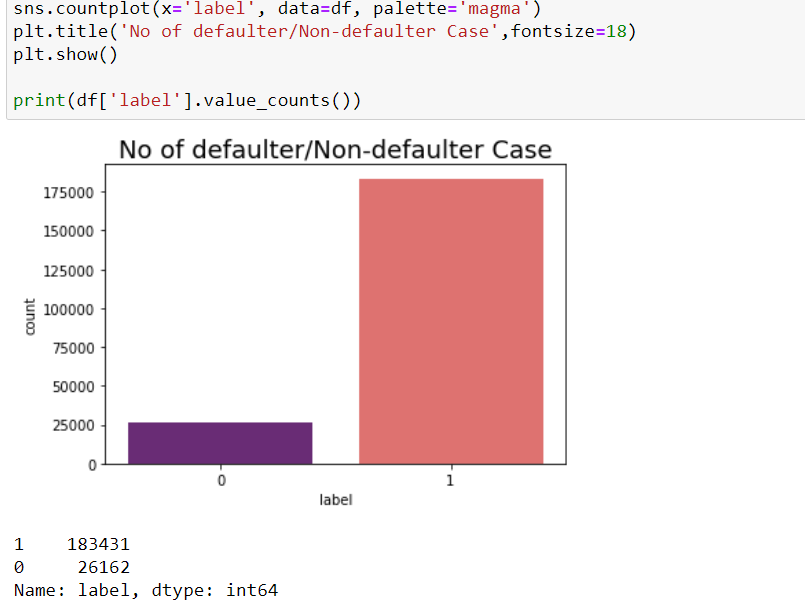 sns.countplot(x='label', data=df, palette='magma')
plt.title('No of defaulter/Non-defaulter Case',fontsize=18)
plt.show()
print(df['label'].value_counts())
No of defaulter/Non-defaulter Case
175000
150000
125000
100000
75000
50000
25000
0
count
0 1
label
1 183431
0 26162
Name: label, dtype: int64